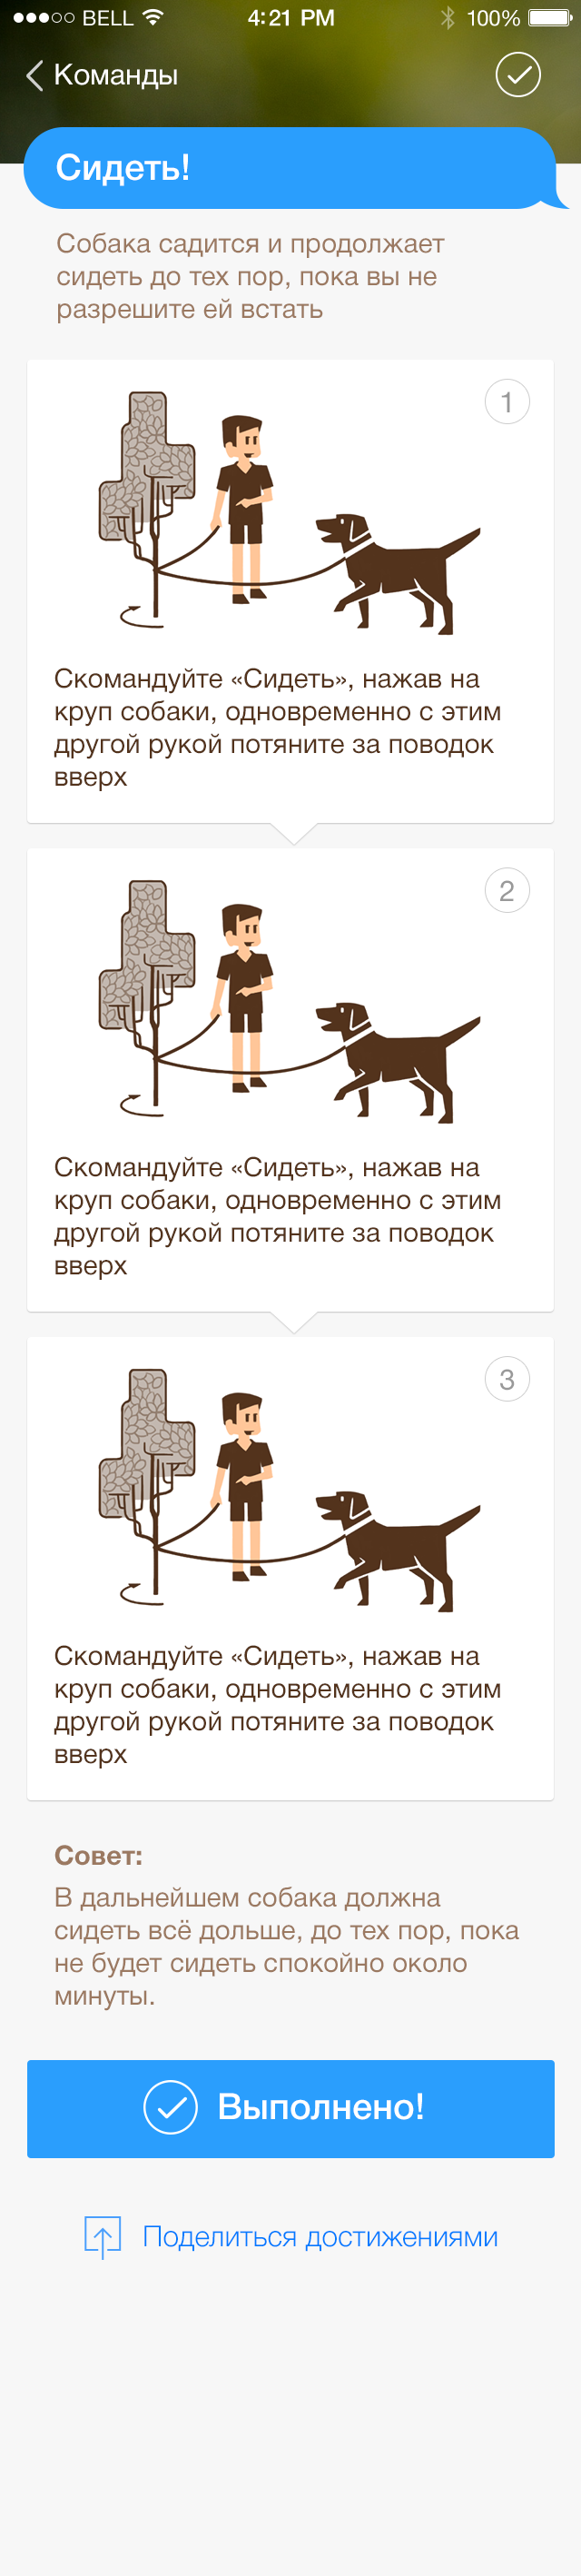 BELL 4:21 PM 100%
Команды
Сидеть!
Собака садится и продолжает
сидеть до тех пор, пока вы не
разрешите ей встать
1
Скомандуйте «Сидеть», нажав на
круп собаки, одновременно с этим
другой рукой потяните за поводок
вверх
2
Скомандуйте «Сидеть», нажав на
круп собаки, одновременно с этим
другой рукой потяните за поводок
вверх
3
Скомандуйте «Сидеть», нажав на
круп собаки, одновременно с этим
другой рукой потяните за поводок
вверх
Совет:
В дальнейшем собака должна
сидеть всё дольше, до тех пор, пока
не будет сидеть спокойно около
минуты.
Выполнено!
Поделиться достижениями